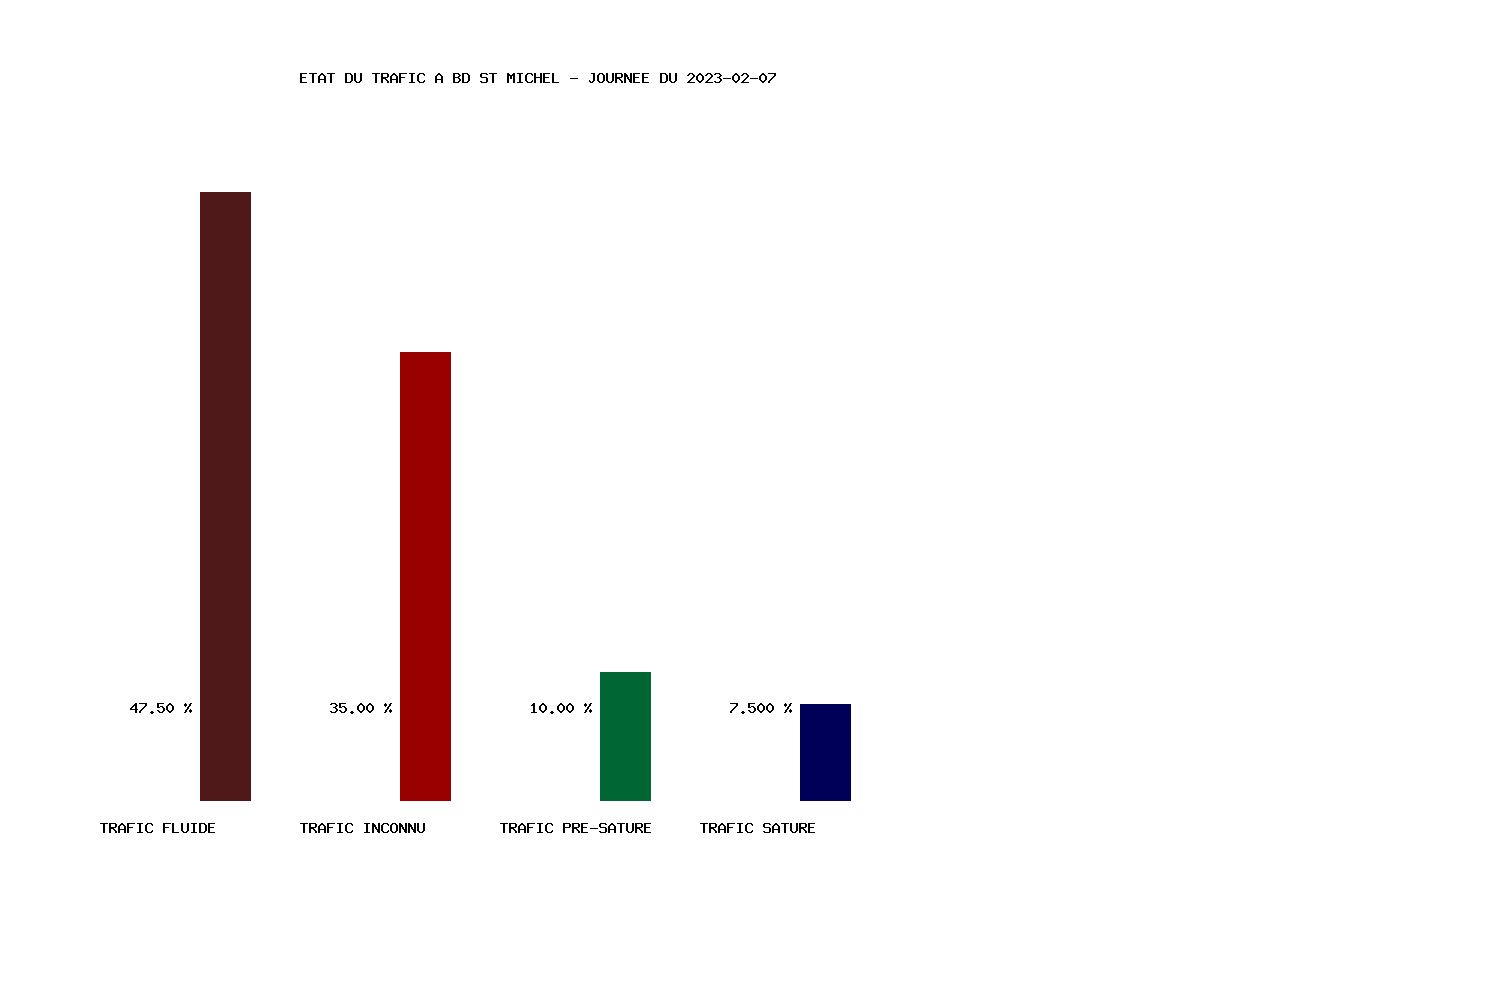 ETAT DU TRAFIC A BD ST MICHEL - JOURNEE DU 2023-02-07
47.50 %
35.00 %
10.00 %
7.500 %
TRAFIC FLUIDE
TRAFIC INCONNU
TRAFIC PRE-SATURE
TRAFIC SATURE